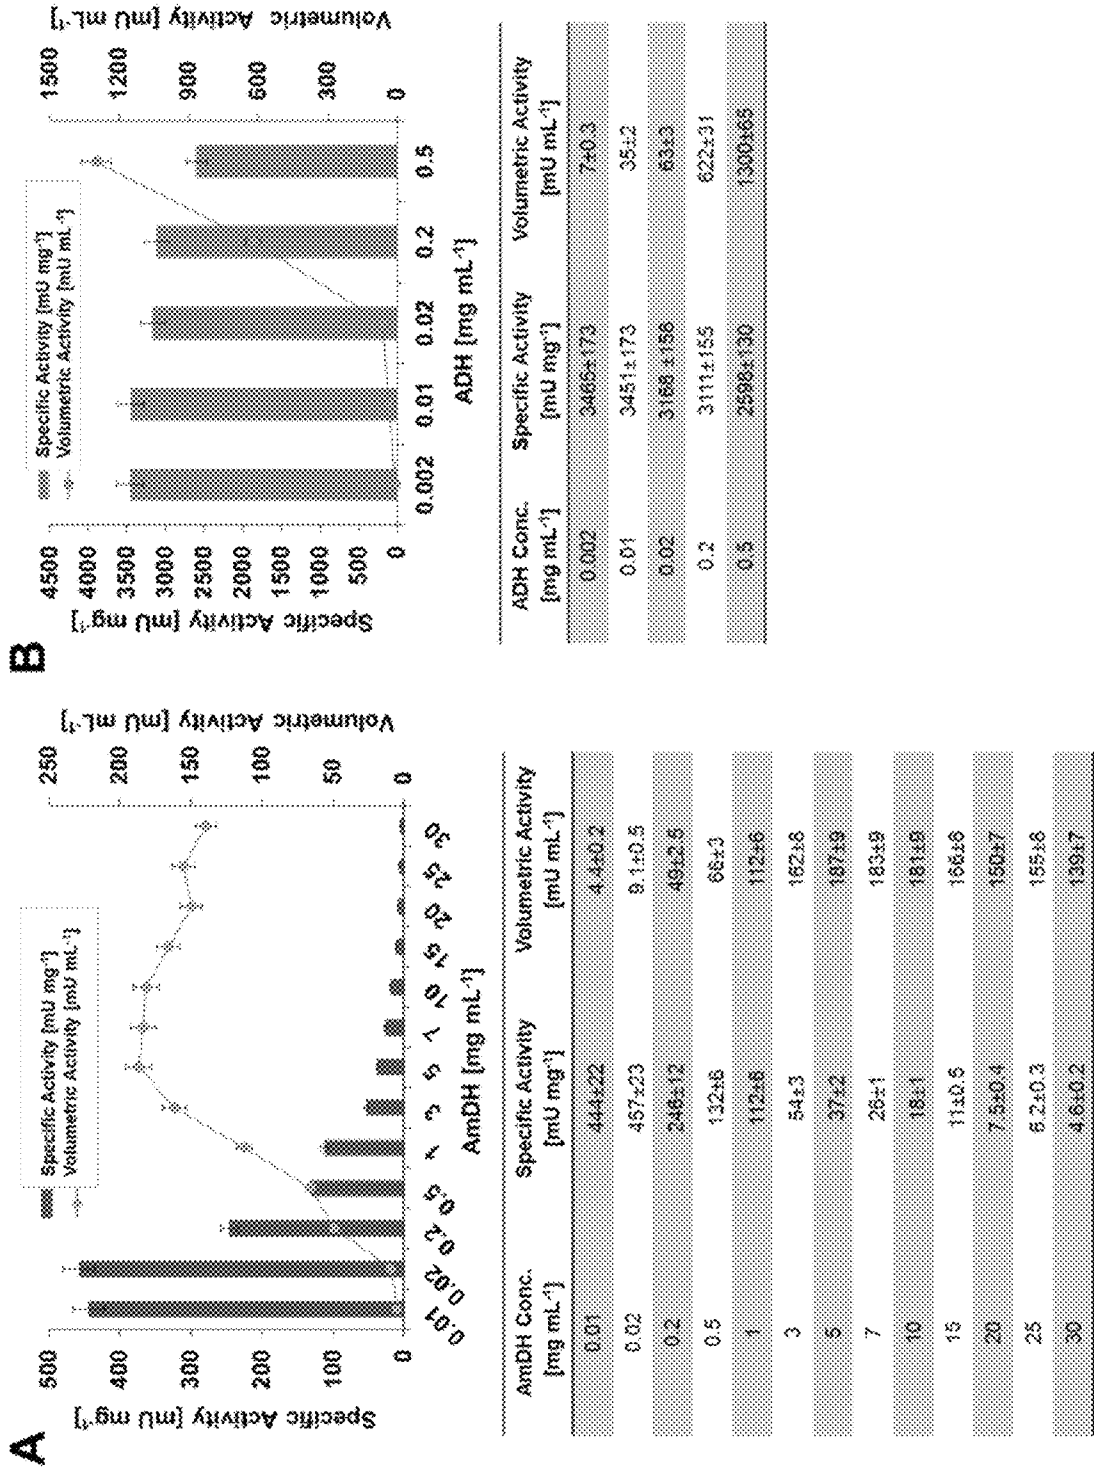 A
Specific Activity [mU mg⁻¹]
Volumetric Activity [mU mL⁻¹]
Specific Activity [mU mg⁻¹]
500
400
300
200
100
0
Volumetric Activity [mU mL⁻¹]
250
200
150
100
50
0
0.01 0.02 0.2 0.5 1 3 5 7 10 15 20 25 30
AmDH [mg mL⁻¹]
AmDH Conc. Specific Activity Volumetric Activity
[mg mL⁻¹] [mU mg⁻¹] [mU mL⁻¹]
0.01 444±22 4.4±0.2
0.02 457±23 9.1±0.5
0.2 246±12 49±2.5
0.5 132±6 66±3
1 112±6 112±6
3 54±3 162±8
5 37±2 187±9
7 26±1 183±9
10 18±1 181±9
15 11±0.5 166±8
20 7.5±0.4 150±7
25 6.2±0.3 155±8
30 4.6±0.2 139±7
B
Specific Activity [mU mg⁻¹]
Volumetric Activity [mU mL⁻¹]
Specific Activity [mU mg⁻¹]
4500
4000
3500
3000
2500
2000
1500
1000
500
0
Volumetric Activity [mU mL⁻¹]
1500
1200
900
600
300
0
0.002 0.01 0.02 0.2 0.5
ADH [mg mL⁻¹]
ADH Conc. Specific Activity Volumetric Activity
[mg mL⁻¹] [mU mg⁻¹] [mU mL⁻¹]
0.002 3465±173 7±0.3
0.01 3451±173 35±2
0.02 3168±158 63±3
0.2 3111±155 622±31
0.5 2599±130 1300±65